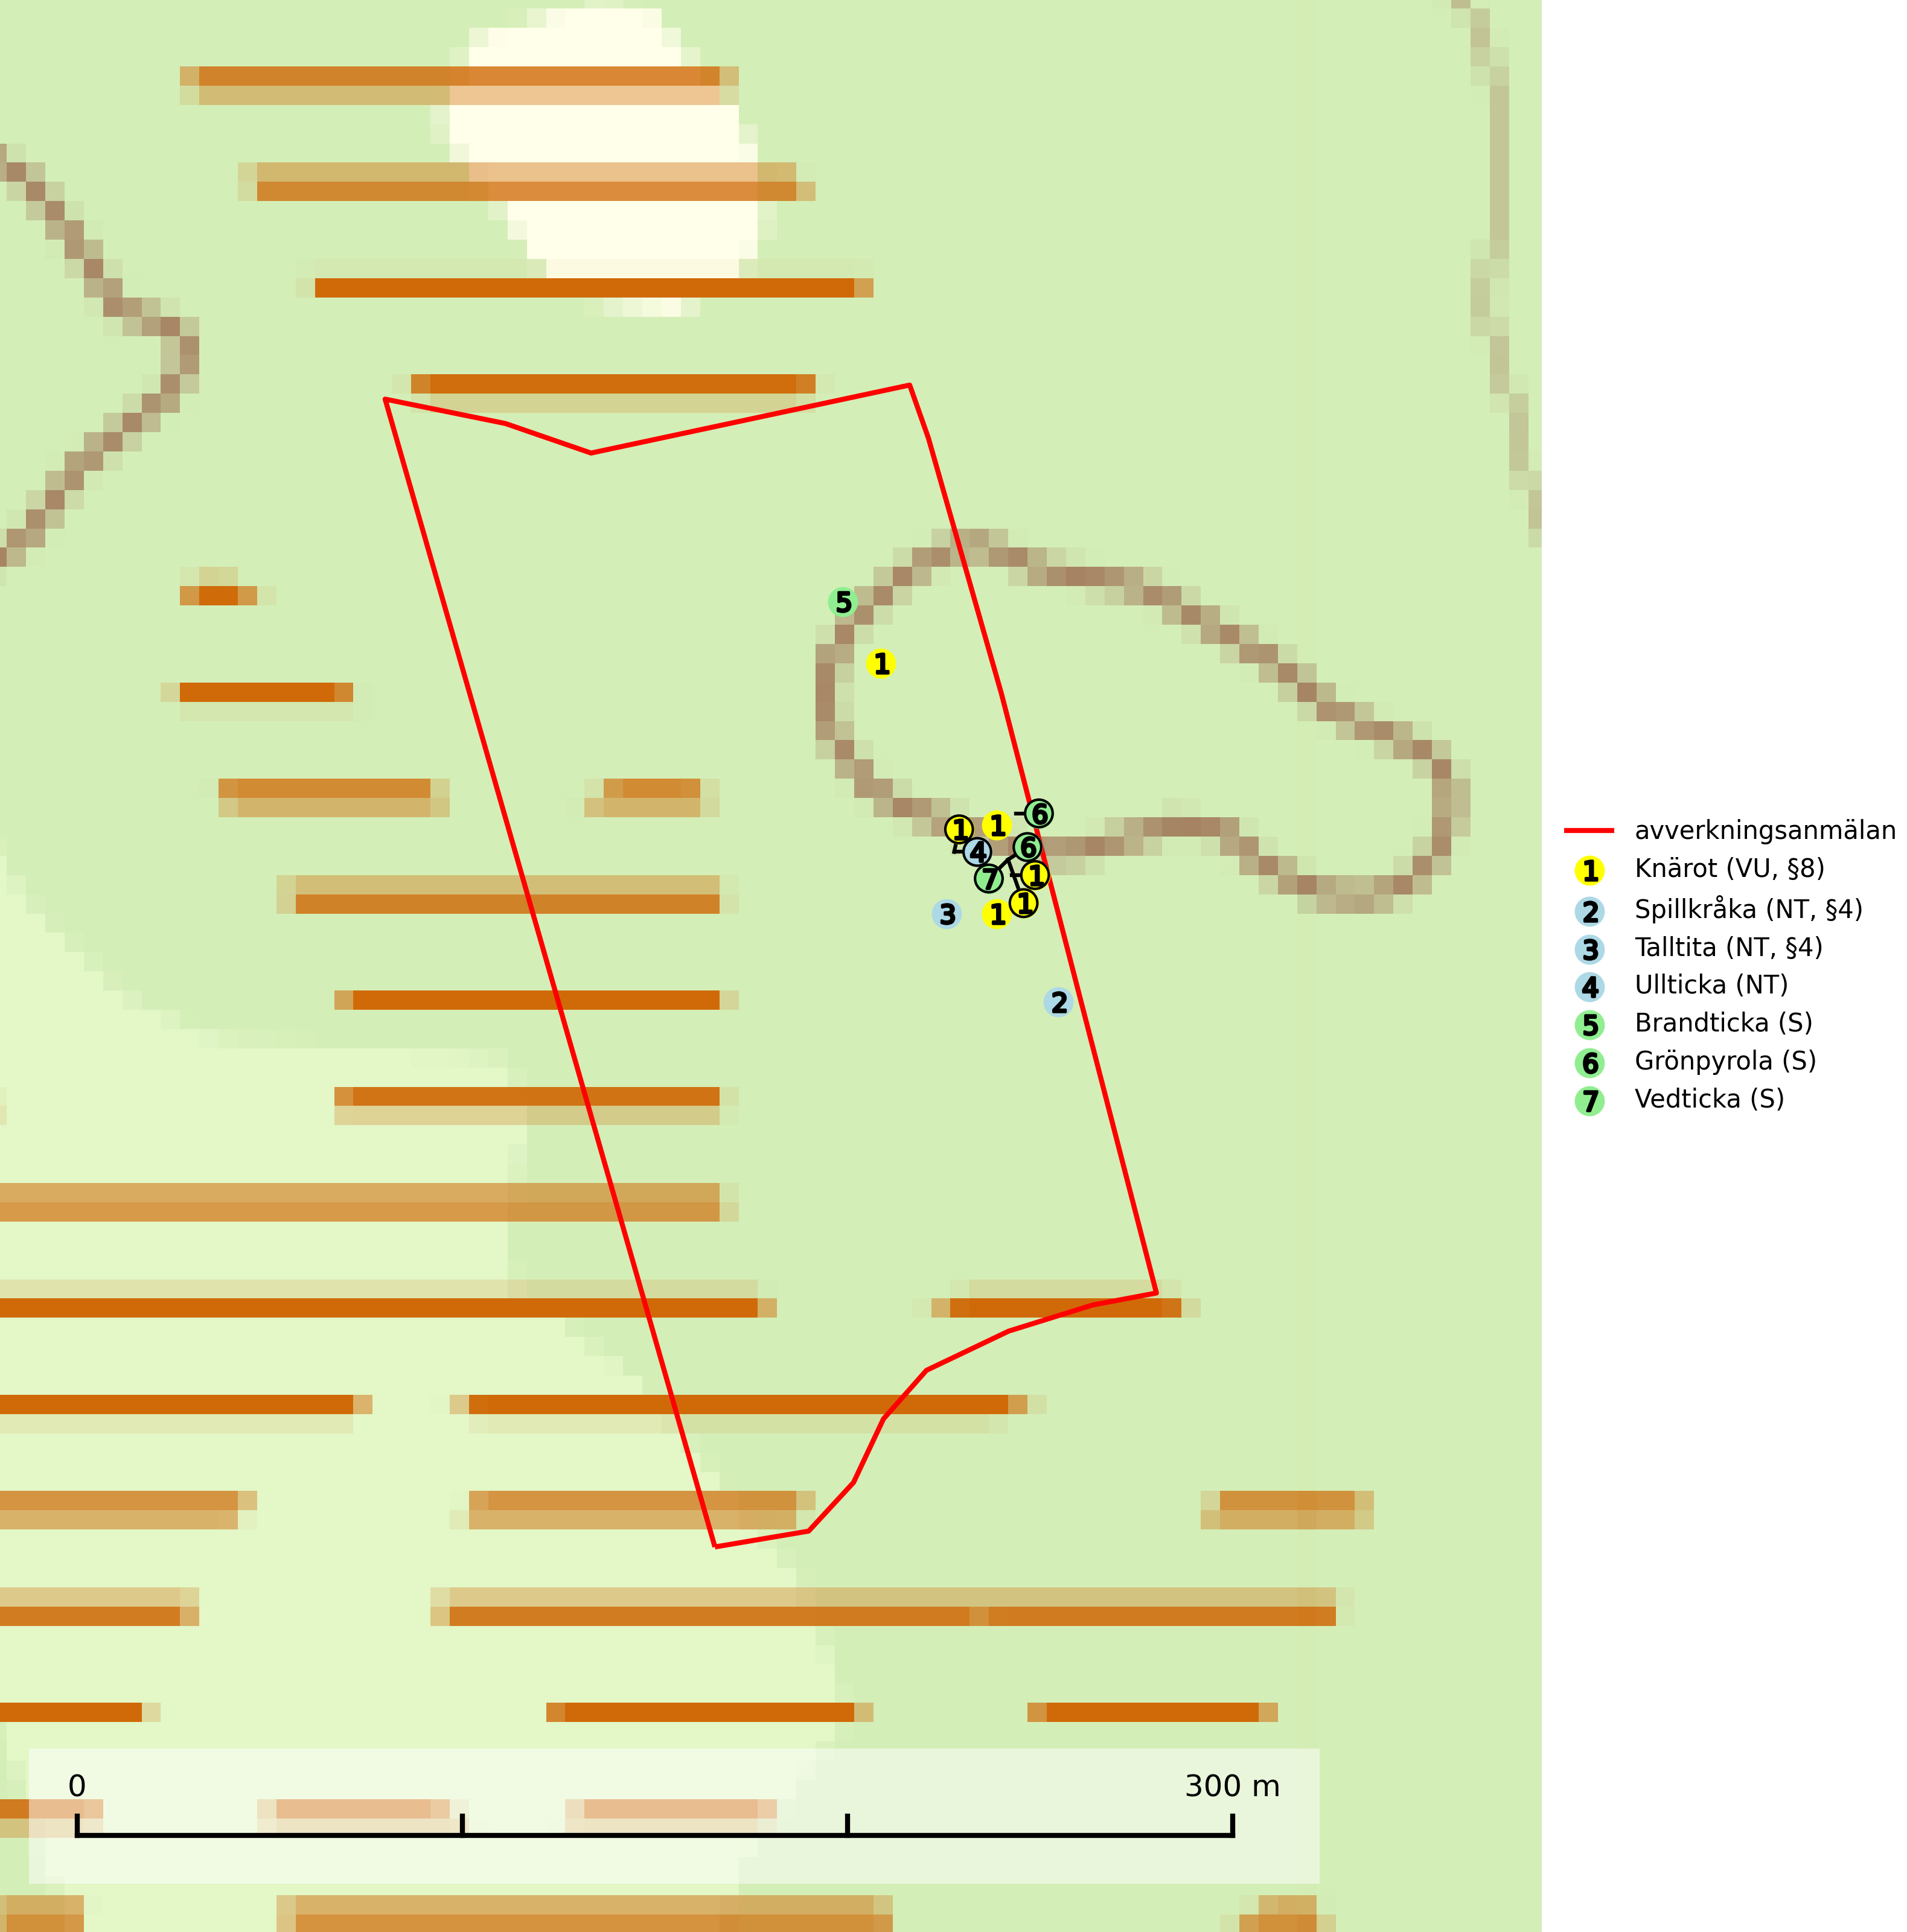 5
1
6
1
1
4
6
7
1
1
3
1
2
avverkningsanmälan
1 Knärot (VU, §8)
2 Spillkråka (NT, §4)
3 Talltita (NT, §4)
4 Ullticka (NT)
5 Brandticka (S)
6 Grönpyrola (S)
7 Vedticka (S)
0 300 m